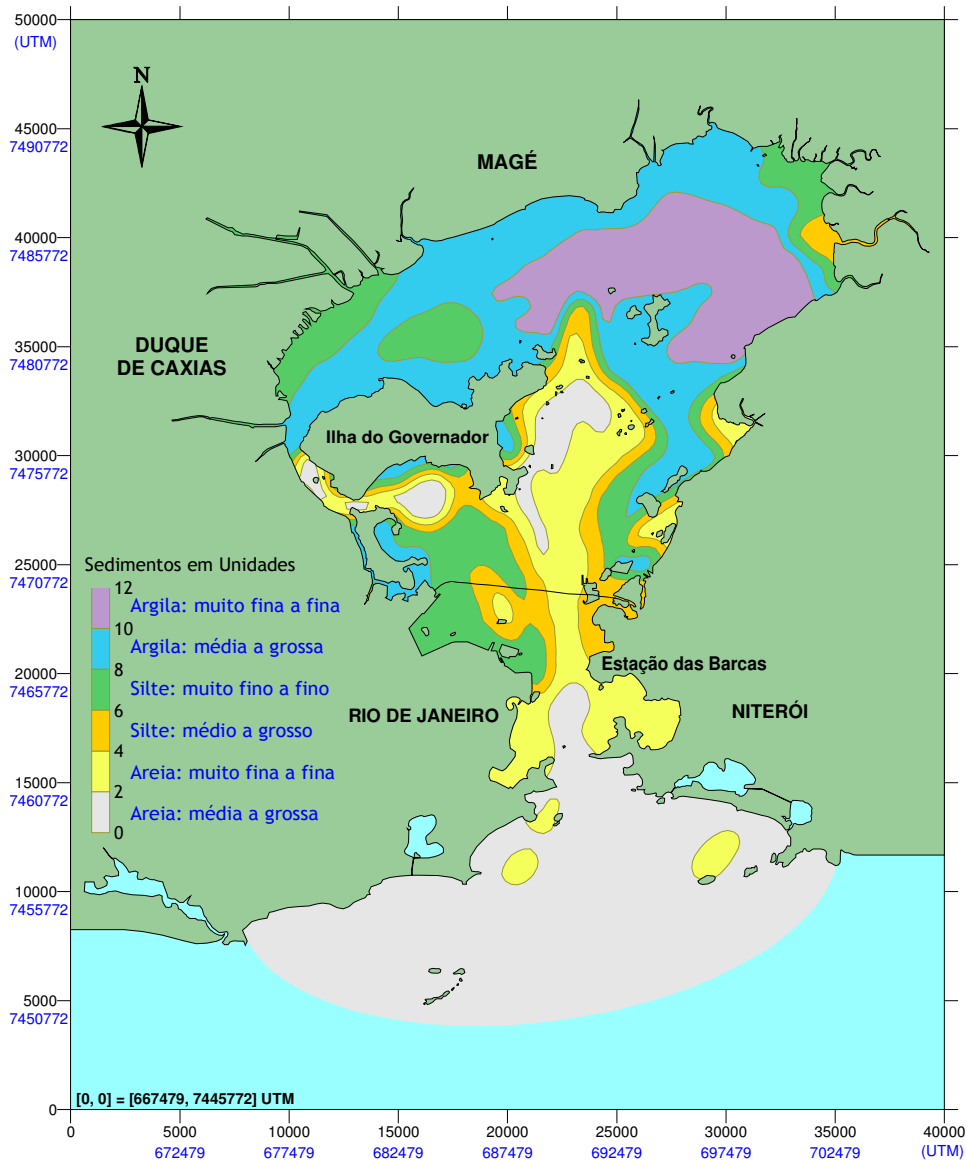 50000
(UTM)
N
45000
7490772
MAGÉ
40000
7485772
35000
7480772
DUQUE
DE CAXIAS
Ilha do Governador
30000
7475772
25000
7470772
Sedimentos em Unidades
12
Argila: muito fina a fina
10
Argila: média a grossa
8
Silte: muito fino a fino
6
Silte: médio a grosso
4
Areia: muito fina a fina
2
Areia: média a grossa
0
20000
7465772
Estação das Barcas
RIO DE JANEIRO
NITERÓI
15000
7460772
10000
7455772
5000
7450772
[0, 0] = [667479, 7445772] UTM
0
0 5000 10000 15000 20000 25000 30000 35000 40000
672479 677479 682479 687479 692479 697479 702479 (UTM)